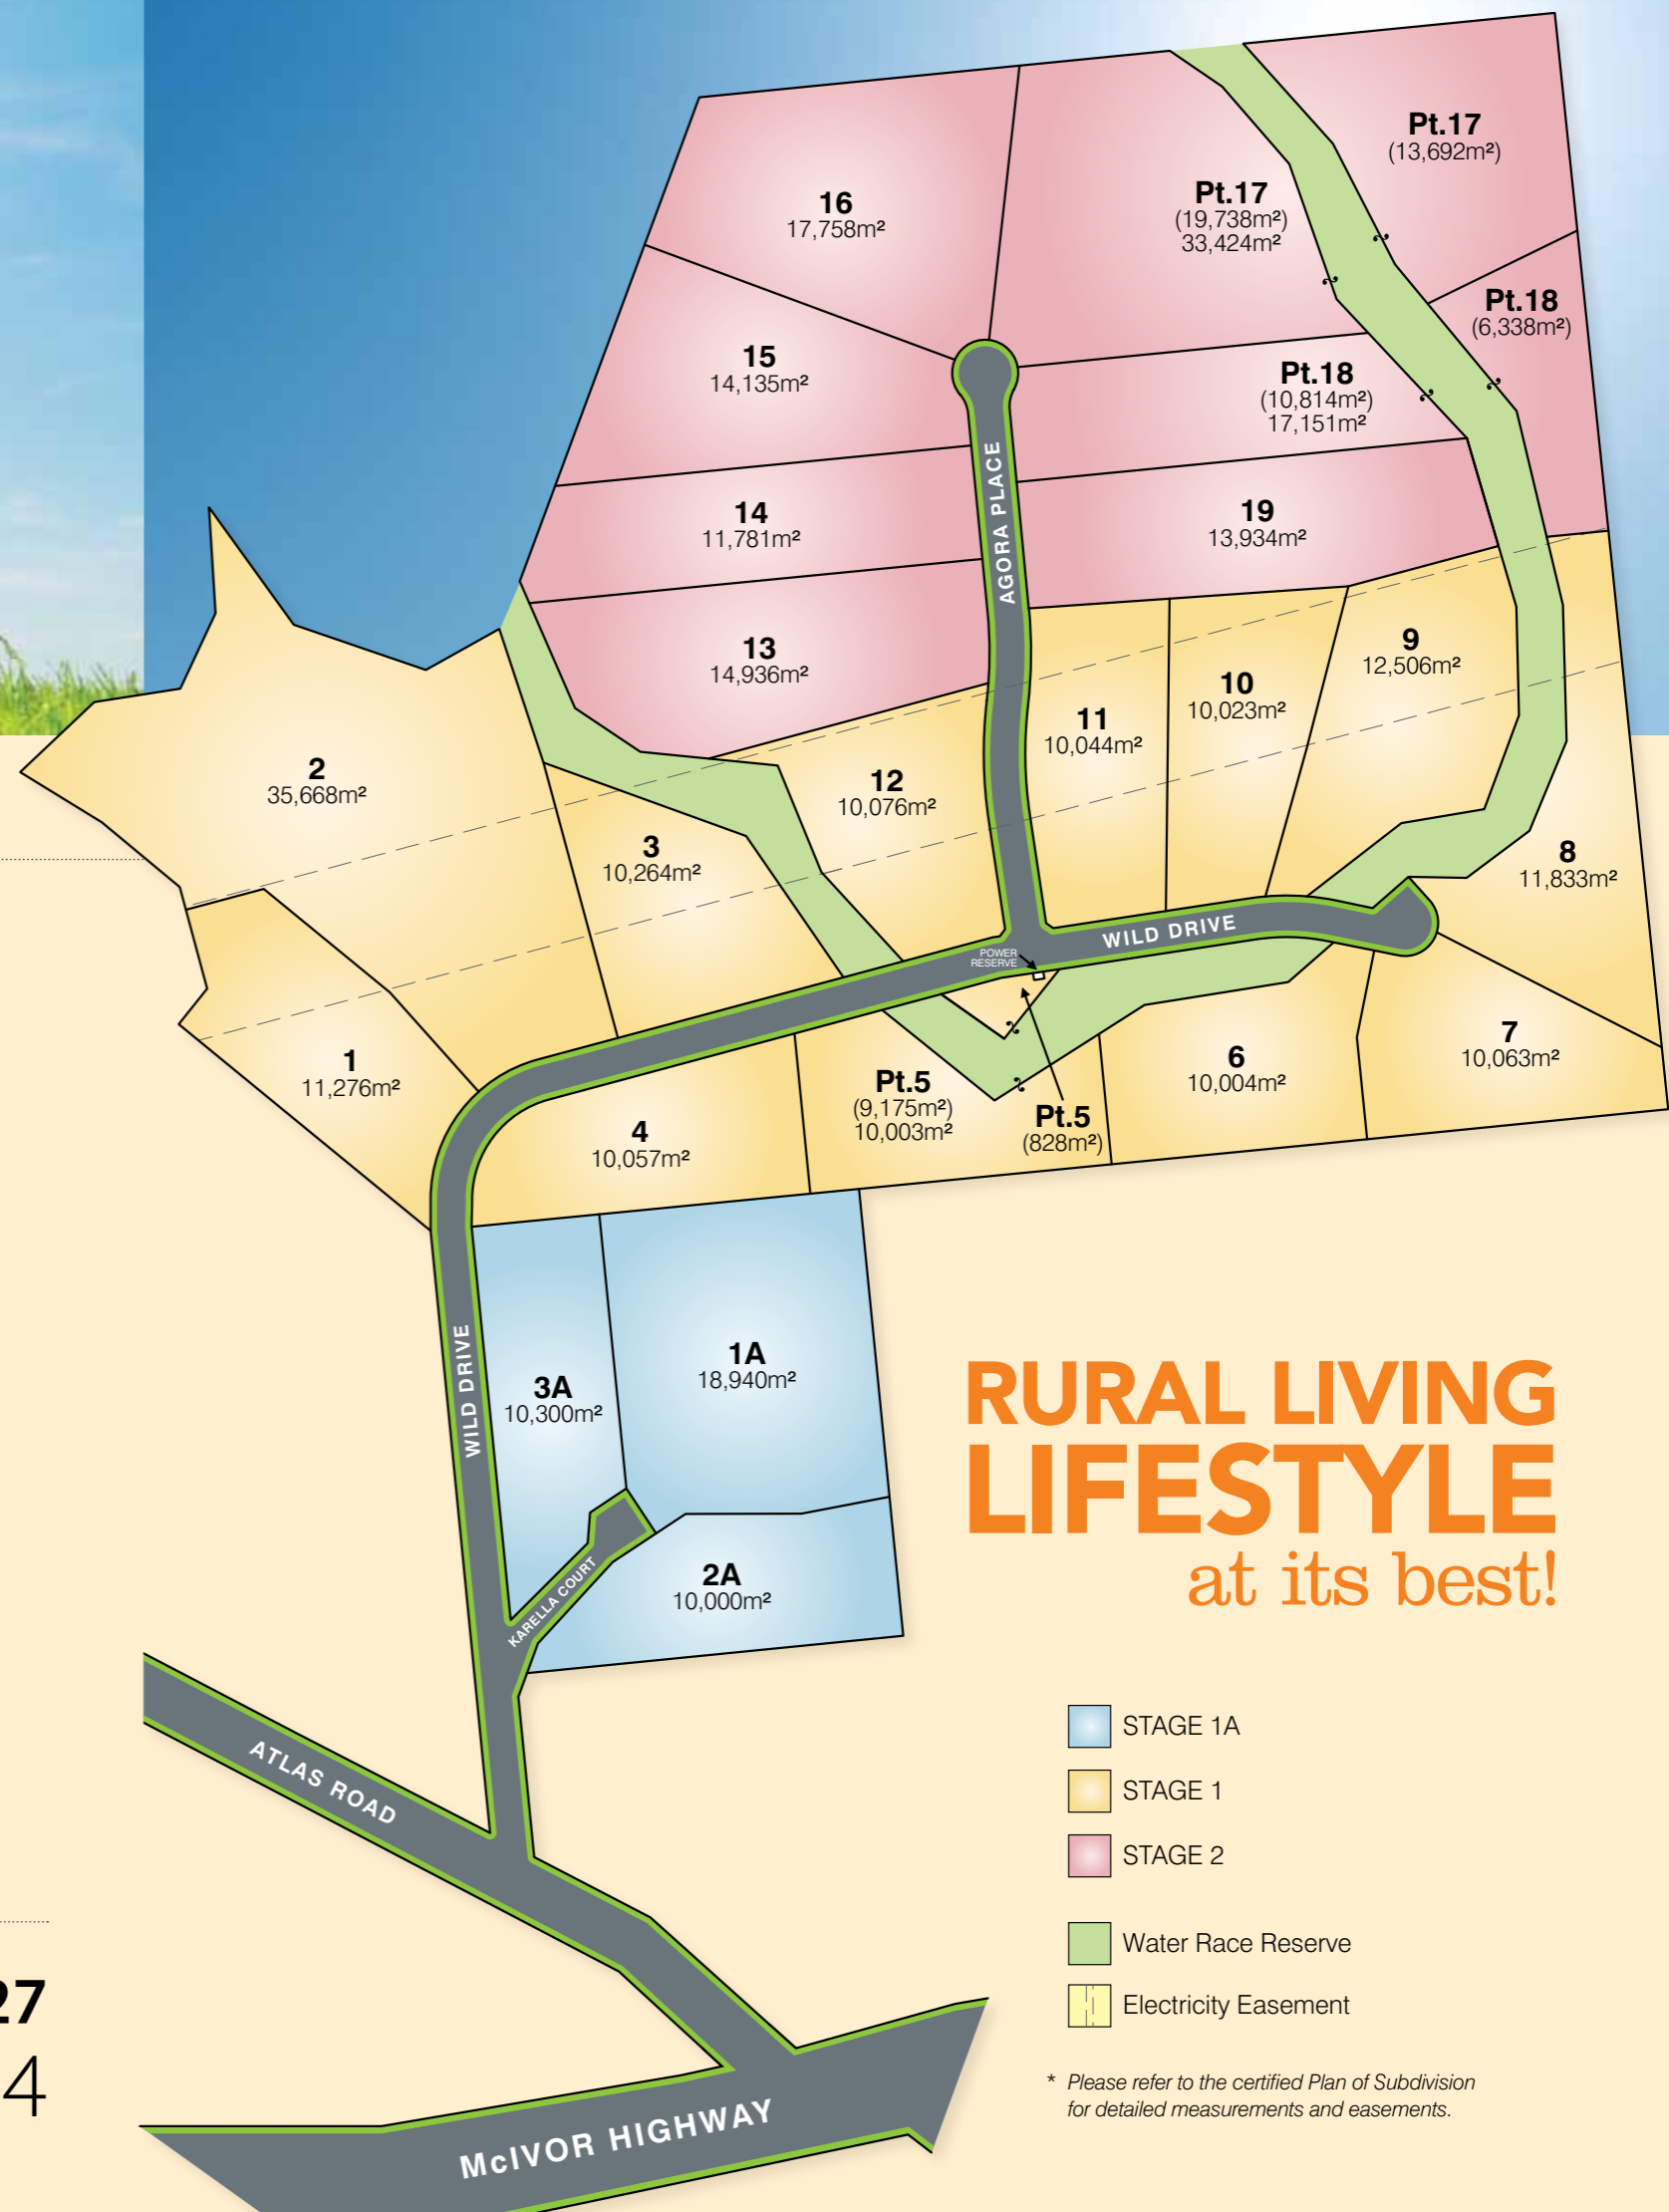 Pt.17
(13,692m²)
16
17,758m²
Pt.17
(19,738m²)
33,424m²
Pt.18
(6,338m²)
15
14,135m²
Pt.18
(10,814m²)
17,151m²
AGORA PLACE
14
11,781m²
19
13,934m²
13
14,936m²
9
12,506m²
10
10,023m²
11
10,044m²
2
35,668m²
12
10,076m²
3
10,264m²
8
11,833m²
WILD DRIVE
POWER
RESERVE
1
11,276m²
7
10,063m²
6
10,004m²
Pt.5
(9,175m²)
10,003m²
Pt.5
(828m²)
4
10,057m²
WILD DRIVE
3A
10,300m²
1A
18,940m²
RURAL LIVING
LIFESTYLE
at its best!
KARELLA COURT
2A
10,000m²
STAGE 1A
STAGE 1
STAGE 2
ATLAS ROAD
Water Race Reserve
Electricity Easement
27
4
* Please refer to the certified Plan of Subdivision
for detailed measurements and easements.
McIVOR HIGHWAY